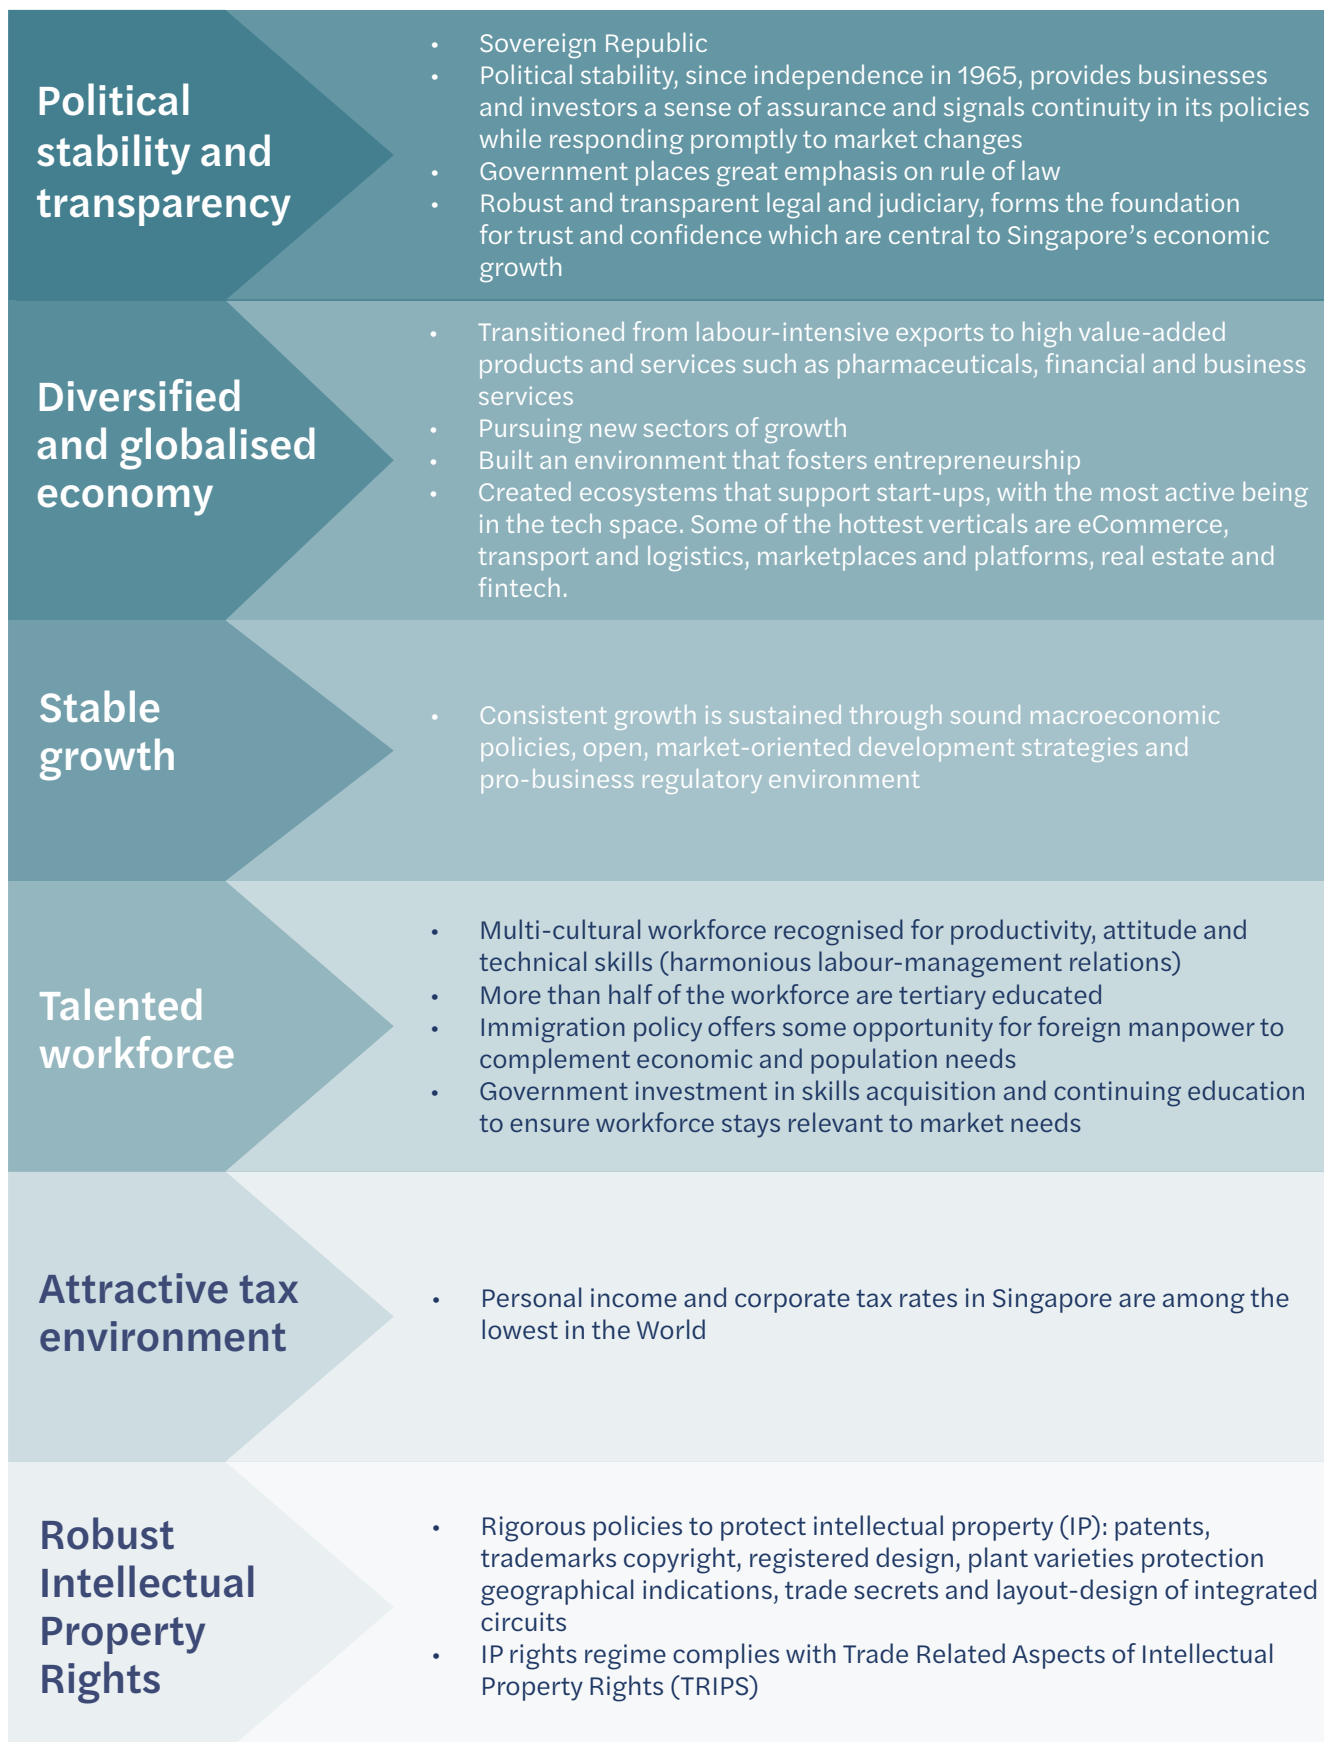 Political
stability and
transparency
• Sovereign Republic
• Political stability, since independence in 1965, provides businesses
and investors a sense of assurance and signals continuity in its policies
while responding promptly to market changes
• Government places great emphasis on rule of law
• Robust and transparent legal and judiciary, forms the foundation
for trust and confidence which are central to Singapore's economic
growth
Diversified
and globalised
economy
• Transitioned from labour-intensive exports to high value-added
products and services such as pharmaceuticals, financial and business
services
• Pursuing new sectors of growth
• Built an environment that fosters entrepreneurship
• Created ecosystems that support start-ups, with the most active being
in the tech space. Some of the hottest verticals are eCommerce,
transport and logistics, marketplaces and platforms, real estate and
fintech.
Stable
growth
• Consistent growth is sustained through sound macroeconomic
policies, open, market-oriented development strategies and
pro-business regulatory environment
Talented
workforce
• Multi-cultural workforce recognised for productivity, attitude and
technical skills (harmonious labour-management relations)
• More than half of the workforce are tertiary educated
• Immigration policy offers some opportunity for foreign manpower to
complement economic and population needs
• Government investment in skills acquisition and continuing education
to ensure workforce stays relevant to market needs
Attractive tax
environment
• Personal income and corporate tax rates in Singapore are among the
lowest in the World
Robust
Intellectual
Property
Rights
• Rigorous policies to protect intellectual property (IP): patents,
trademarks copyright, registered design, plant varieties protection
geographical indications, trade secrets and layout-design of integrated
circuits
• IP rights regime complies with Trade Related Aspects of Intellectual
Property Rights (TRIPS)